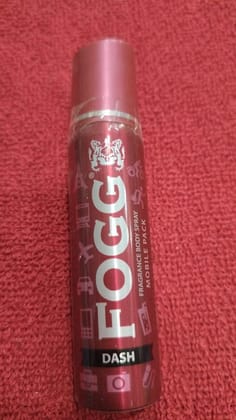 FOGG
FRAGRANCE BODY SPRAY
MOBILE PACK
DASH